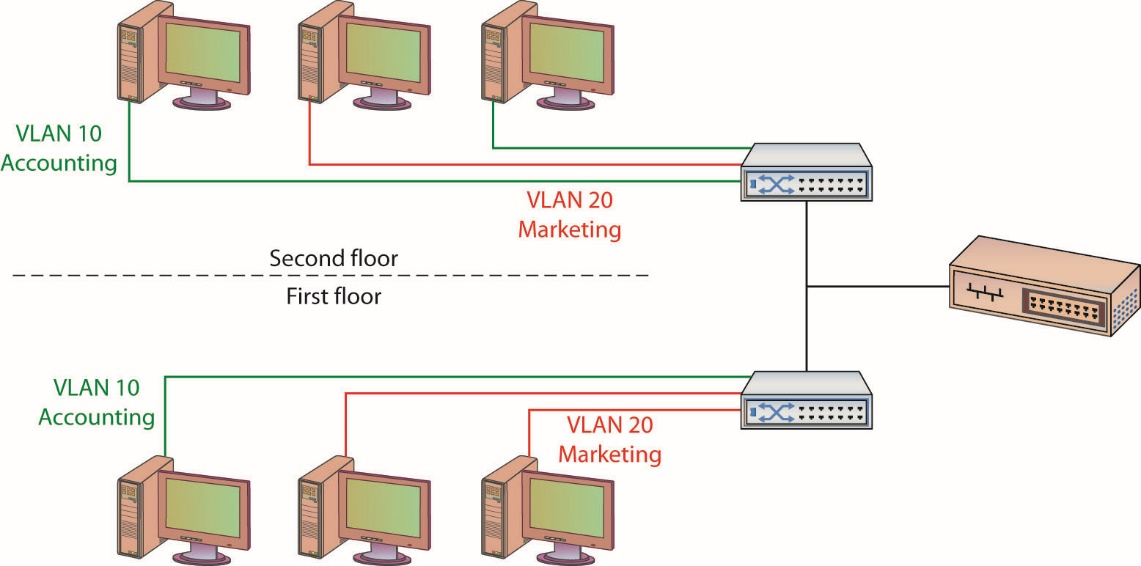 VLAN 10
Accounting
VLAN 20
Marketing
Second floor
First floor
VLAN 10
Accounting
VLAN 20
Marketing